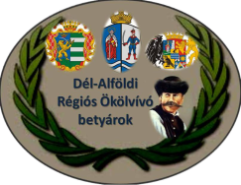 Dél-Alföldi
Régiós Ökölvívó
betyárok